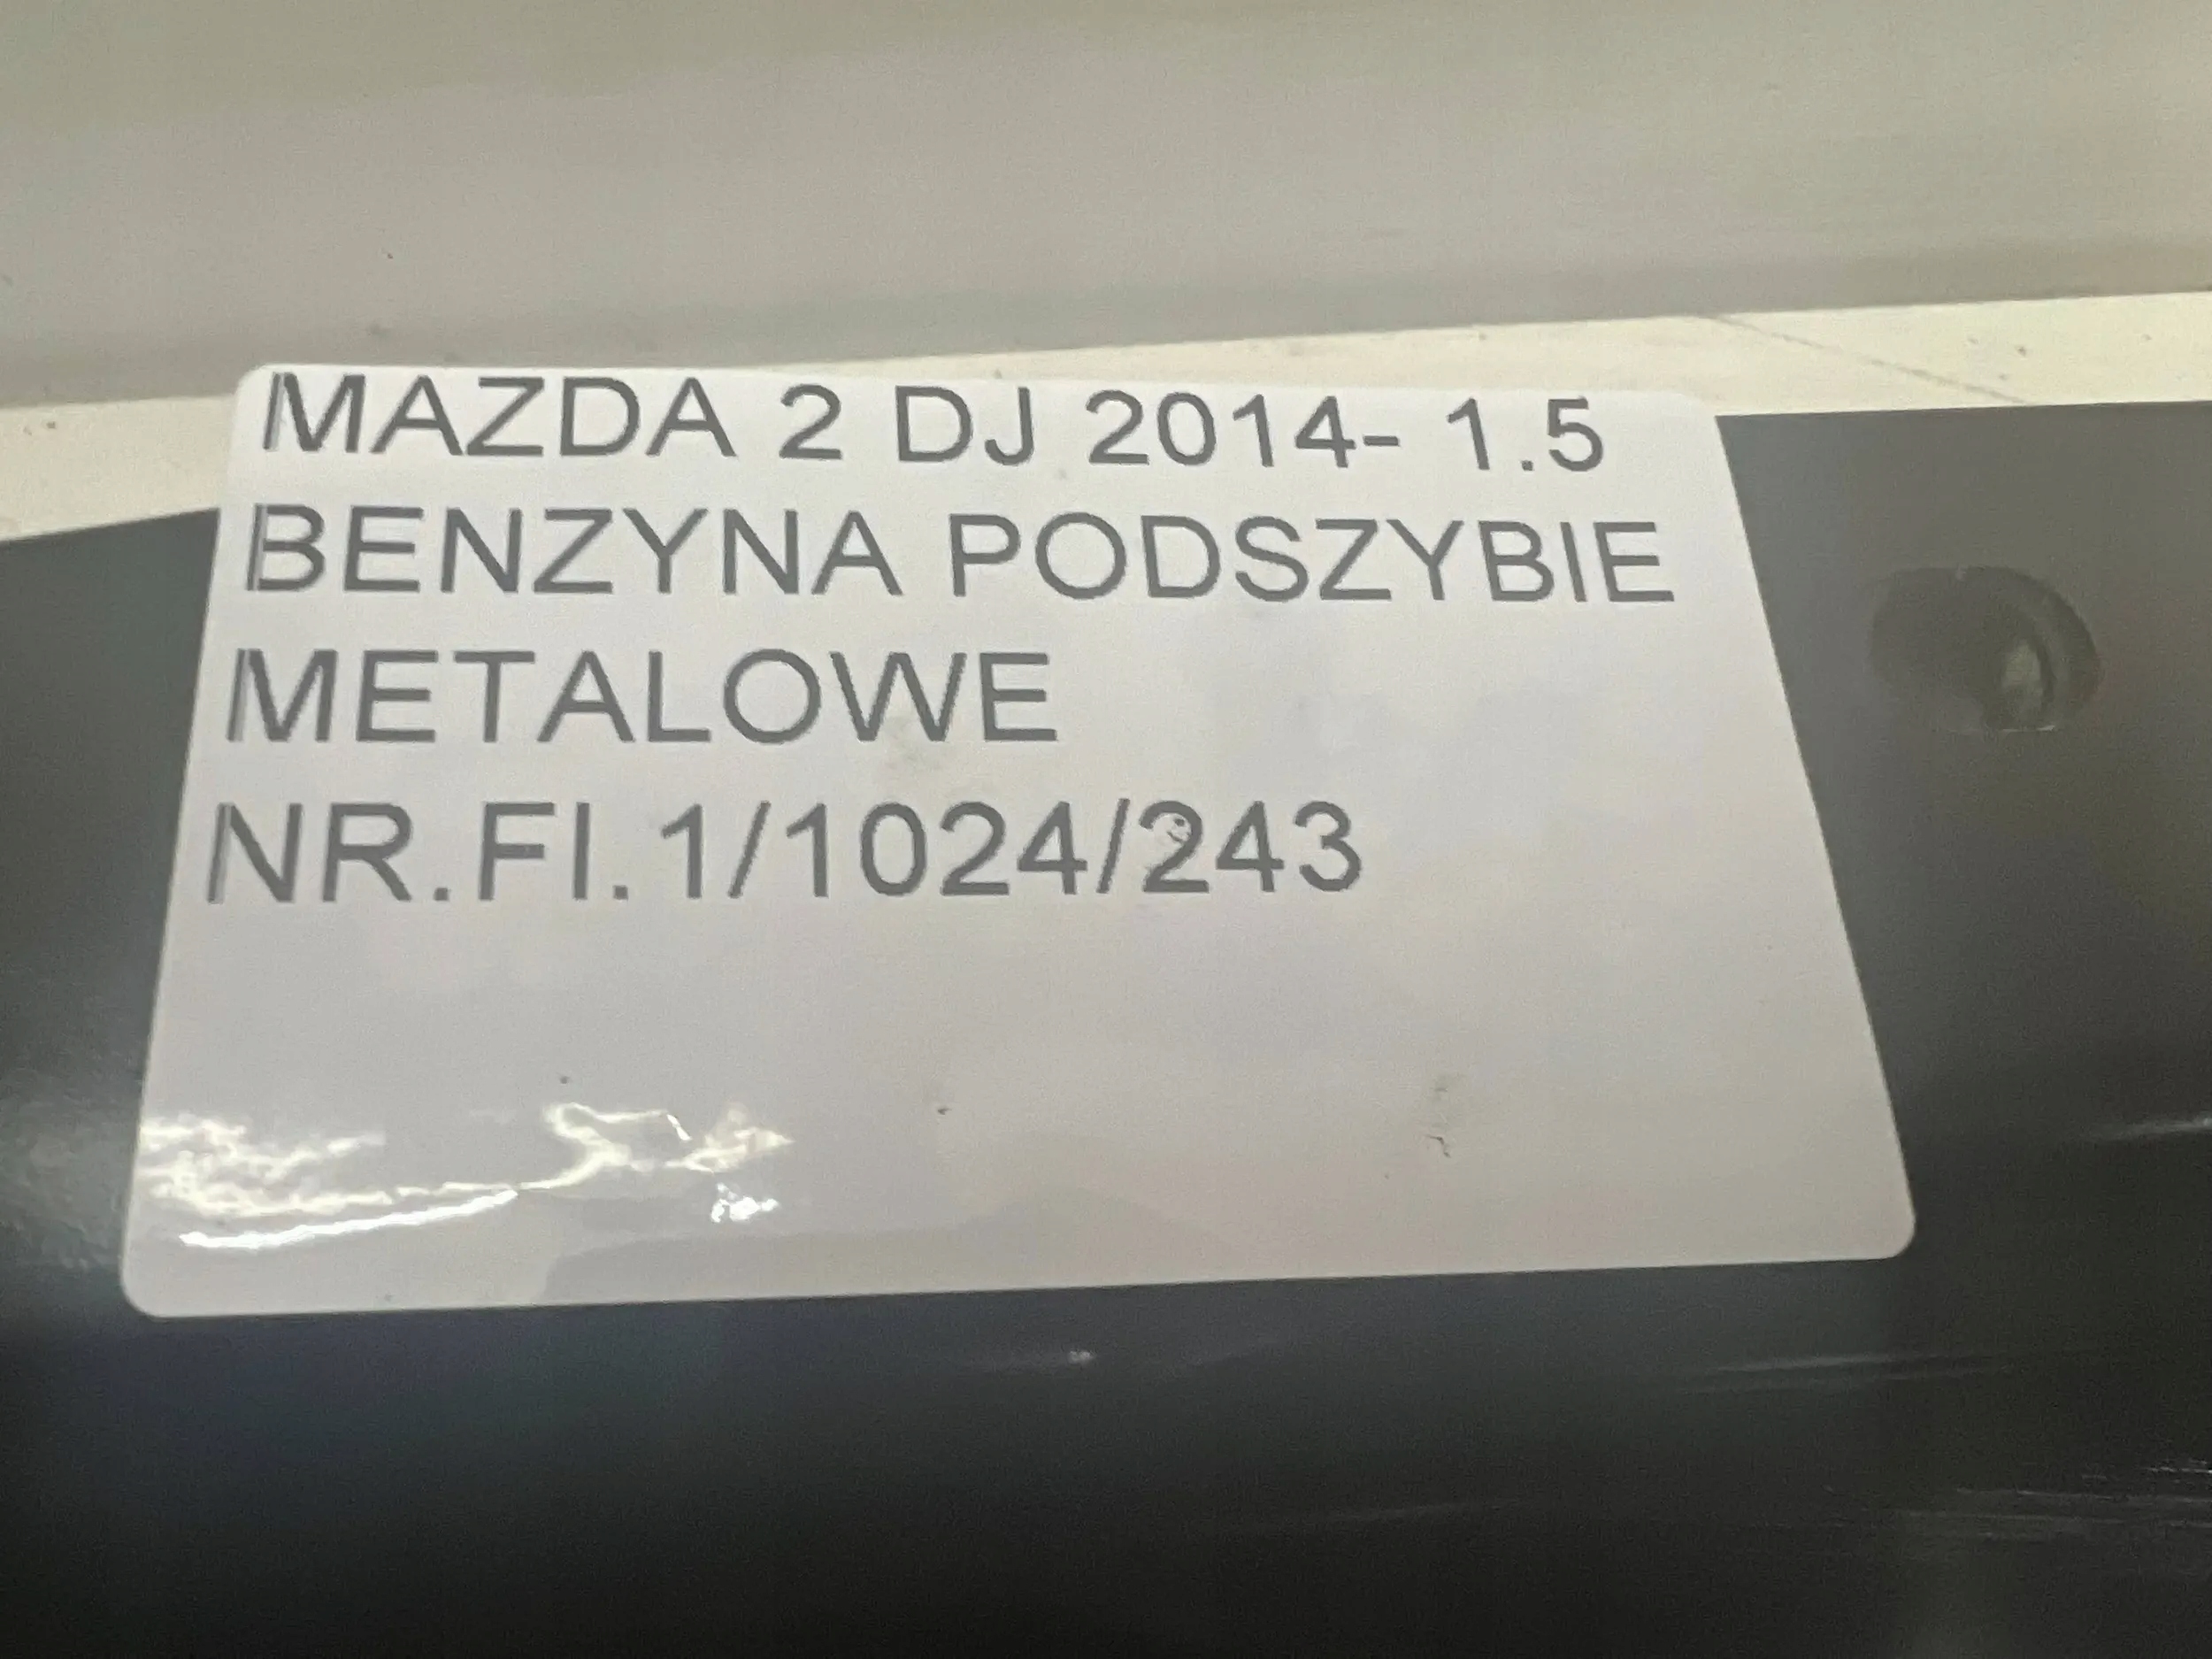 MAZDA 2 DJ 2014- 1.5
BENZYNA PODSZYBIE
METALOWE
NR.FI.1/1024/243